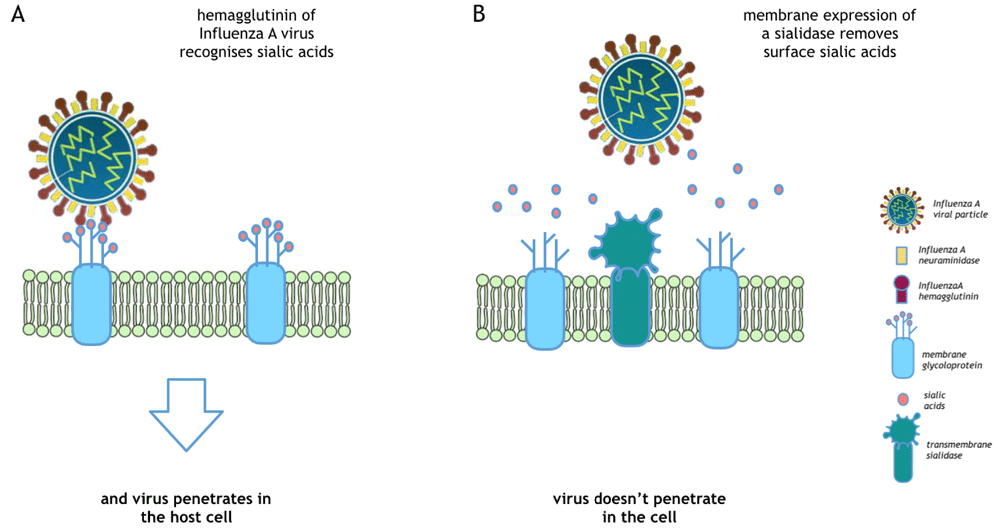 A
hemagglutinin of
Influenza A virus
recognises sialic acids
and virus penetrates in
the host cell
B
membrane expression of
a sialidase removes
surface sialic acids
virus doesn't penetrate
in the cell
Influenza A
viral particle
Influenza A
neuraminidase
InfluenzaA
hemagglutinin
membrane
glycoloprotein
sialic
acids
transmembrane
sialidase